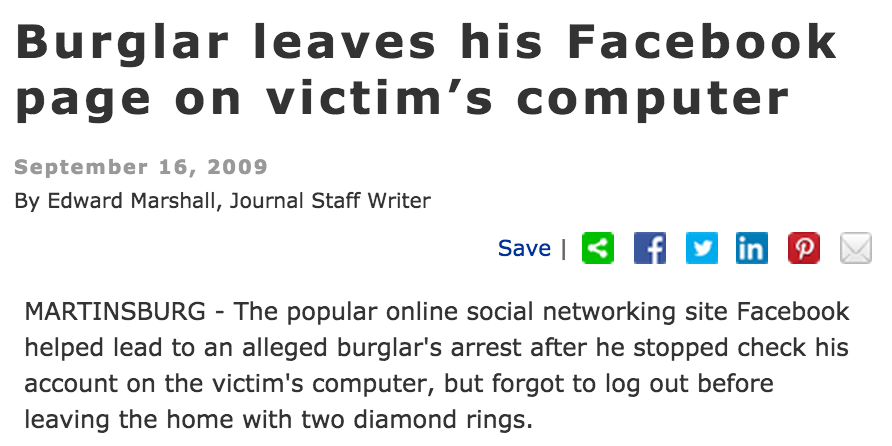 Burglar leaves his Facebook
page on victim’s computer
September 16, 2009
By Edward Marshall, Journal Staff Writer
Save |
MARTINSBURG - The popular online social networking site Facebook
helped lead to an alleged burglar's arrest after he stopped check his
account on the victim's computer, but forgot to log out before
leaving the home with two diamond rings.